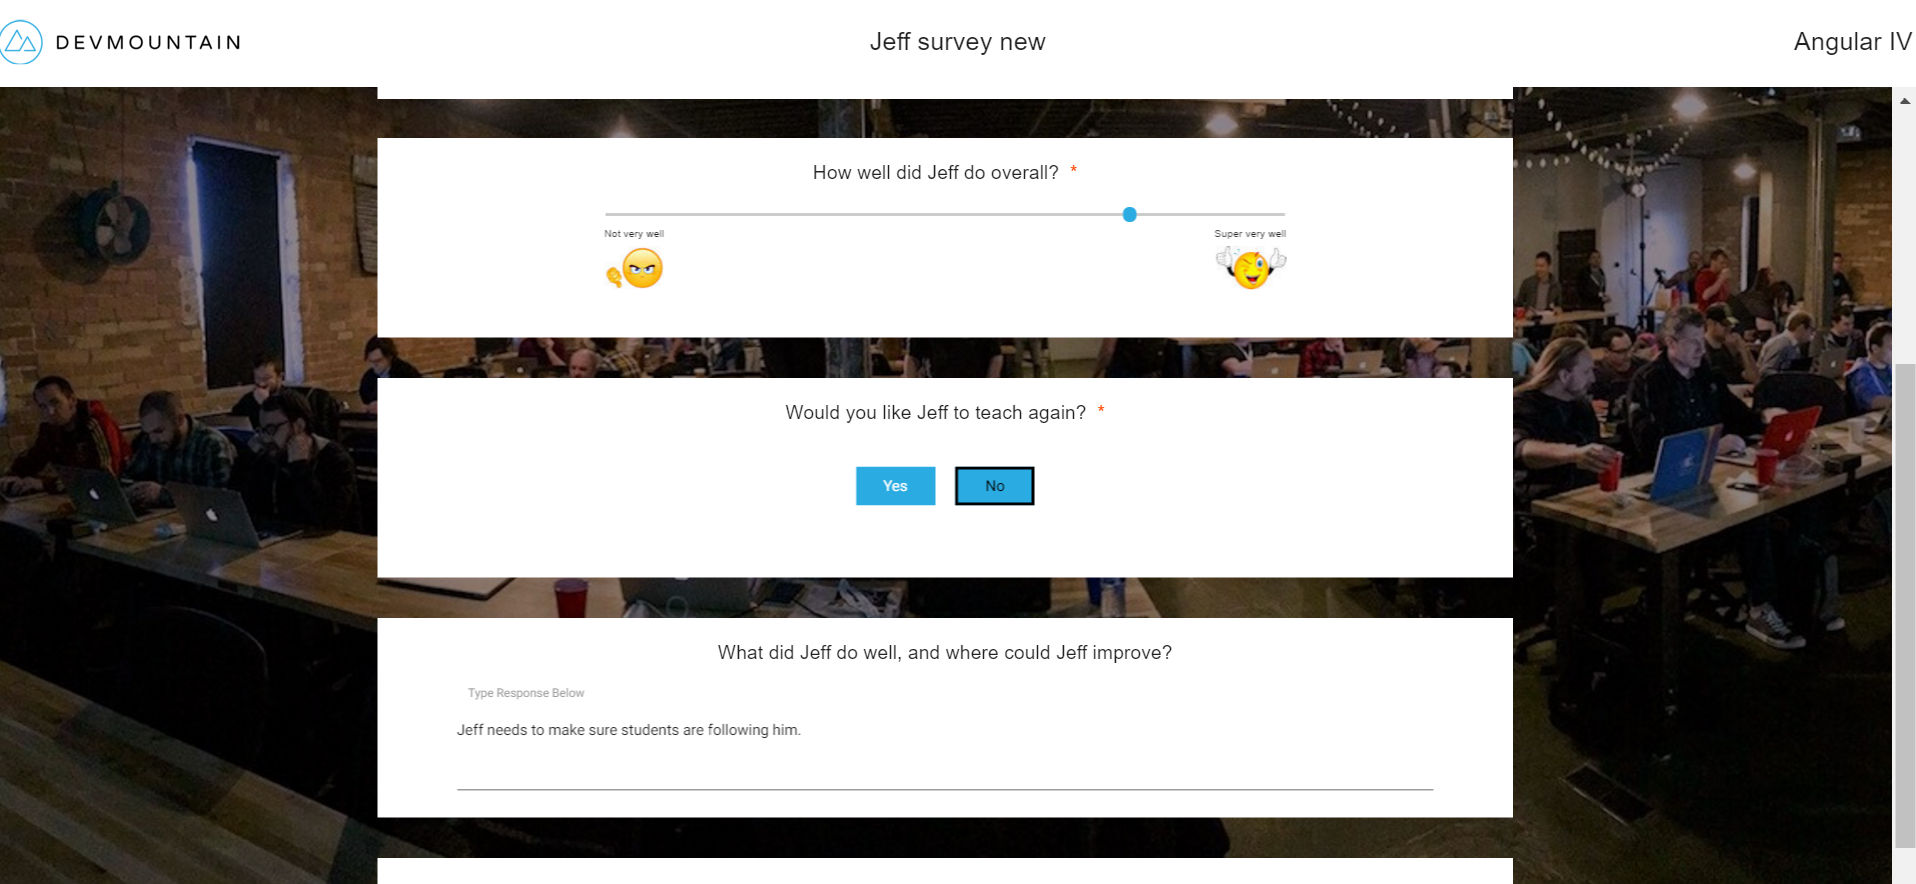 DEVMOUNTAIN
Jeff survey new
Angular IV
How well did Jeff do overall? *
Not very well
Super very well
Would you like Jeff to teach again? *
Yes
No
What did Jeff do well, and where could Jeff improve?
Type Response Below
Jeff needs to make sure students are following him.